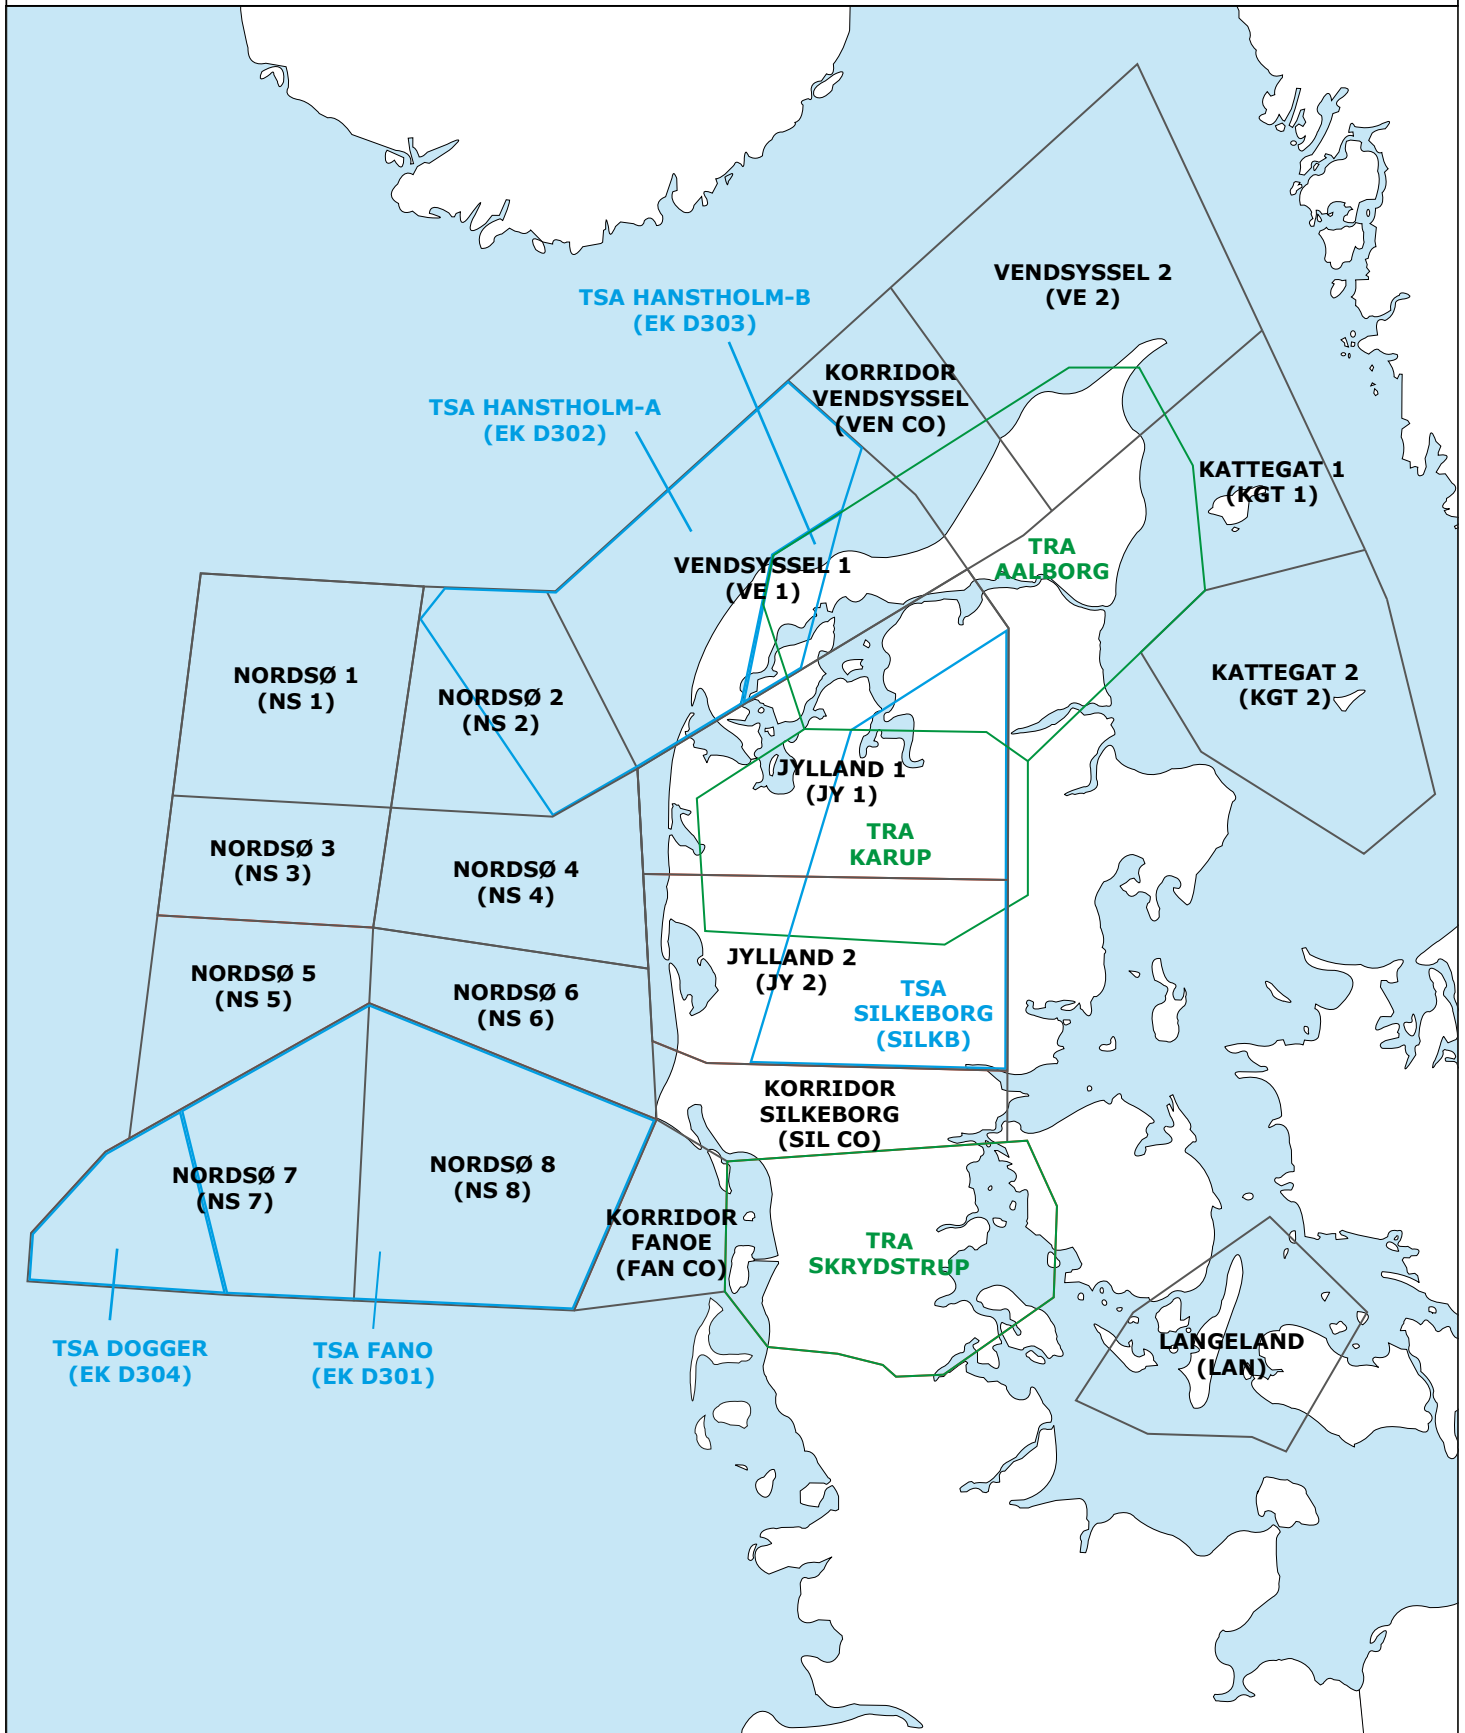 VENDSYSSEL 2
(VE 2)
TSA HANSTHOLM-B
(EK D303)
KORRIDOR
VENDSYSSEL
(VEN CO)
TSA HANSTHOLM-A
(EK D302)
KATTEGAT 1
(KGT 1)
TRA
AALBORG
VENDSYSSEL 1
(VE 1)
NORDSØ 1
(NS 1)
NORDSØ 2
(NS 2)
KATTEGAT 2
(KGT 2)
JYLLAND 1
(JY 1)
TRA
KARUP
NORDSØ 3
(NS 3)
NORDSØ 4
(NS 4)
JYLLAND 2
(JY 2)
NORDSØ 5
(NS 5)
NORDSØ 6
(NS 6)
TSA
SILKEBORG
(SILKB)
KORRIDOR
SILKEBORG
(SIL CO)
NORDSØ 7
(NS 7)
NORDSØ 8
(NS 8)
KORRIDOR
FANOE
(FAN CO)
TRA
SKRYDSTRUP
TSA DOGGER
(EK D304)
TSA FANO
(EK D301)
LANGELAND
(LAN)